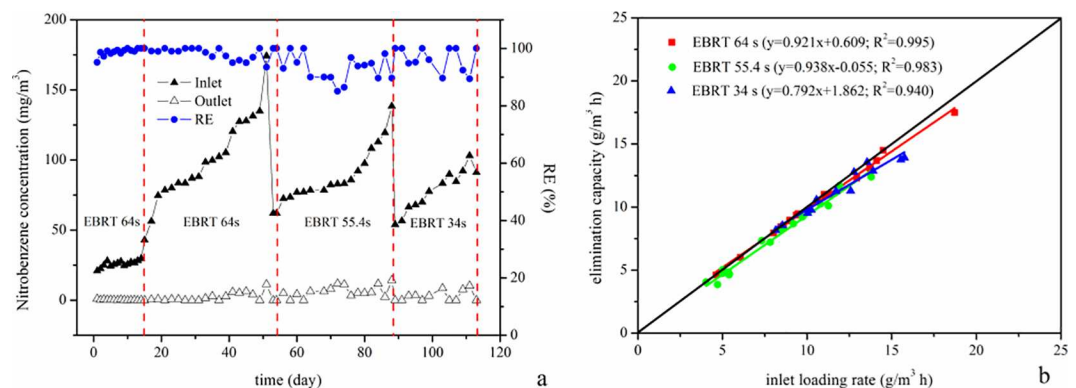 200
150
100
50
0
Nitrobenzene concentration (mg/m³)
Inlet
Outlet
RE
EBRT 64s
EBRT 64s
EBRT 55.4s
EBRT 34s
100
80
60
40
20
0
RE (%)
0 20 40 60 80 100 120
time (day)
a
25
20
15
10
5
0
elimination capacity (g/m³ h)
EBRT 64 s (y=0.921x+0.609; R²=0.995)
EBRT 55.4 s (y=0.938x-0.055; R²=0.983)
EBRT 34 s (y=0.792x+1.862; R²=0.940)
0 5 10 15 20 25
inlet loading rate (g/m³ h)
b